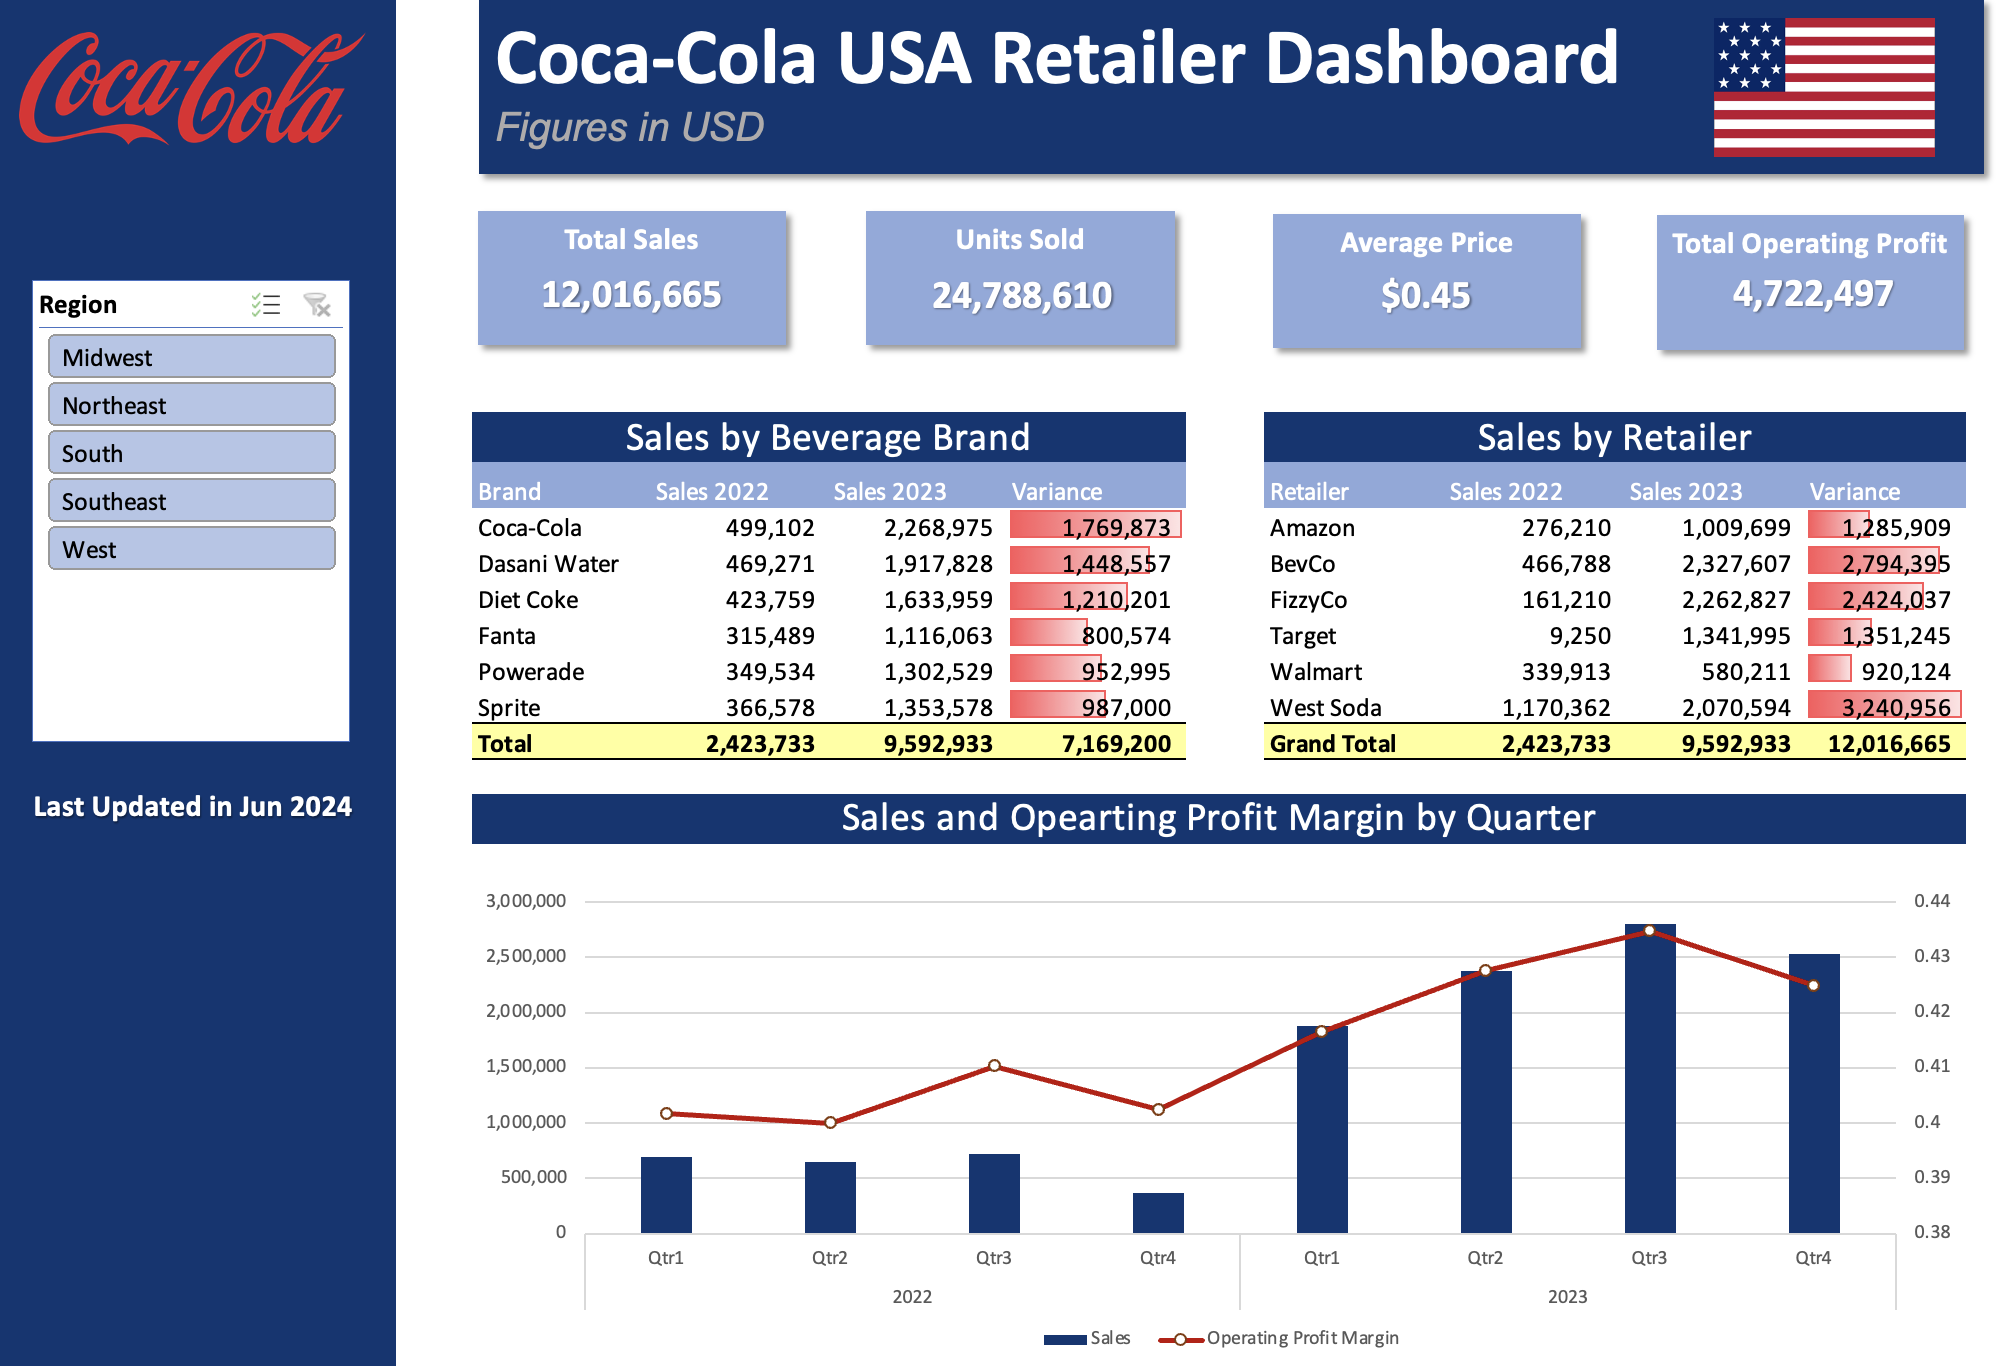 Coca-Cola
Coca-Cola USA Retailer Dashboard
Figures in USD
Total Sales
12,016,665
Units Sold
24,788,610
Average Price
$0.45
Total Operating Profit
4,722,497
Region
Midwest
Northeast
South
Southeast
West
Last Updated in Jun 2024
Sales by Beverage Brand
Brand Sales 2022 Sales 2023 Variance
Coca-Cola 499,102 2,268,975 1,769,873
Dasani Water 469,271 1,917,828 1,448,557
Diet Coke 423,759 1,633,959 1,210,201
Fanta 315,489 1,116,063 800,574
Powerade 349,534 1,302,529 952,995
Sprite 366,578 1,353,578 987,000
Total 2,423,733 9,592,933 7,169,200
Sales by Retailer
Retailer Sales 2022 Sales 2023 Variance
Amazon 276,210 1,009,699 1,285,909
BevCo 466,788 2,327,607 2,794,395
FizzyCo 161,210 2,262,827 2,424,037
Target 9,250 1,341,995 1,351,245
Walmart 339,913 580,211 920,124
West Soda 1,170,362 2,070,594 3,240,956
Grand Total 2,423,733 9,592,933 12,016,665
Sales and Opearting Profit Margin by Quarter
3,000,000 0.44
2,500,000 0.43
2,000,000 0.42
1,500,000 0.41
1,000,000 0.4
500,000 0.39
0 0.38
Qtr1 Qtr2 Qtr3 Qtr4 Qtr1 Qtr2 Qtr3 Qtr4
2022 2023
Sales Operating Profit Margin